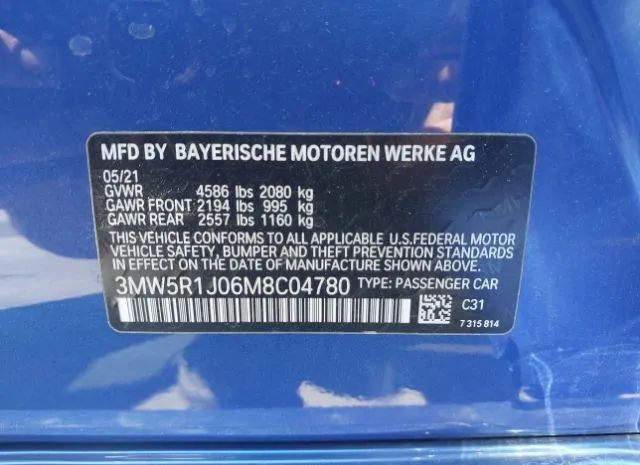 MFD BY BAYERISCHE MOTOREN WERKE AG
05/21
GVWR 4586 lbs 2080 kg
GAWR FRONT 2194 lbs 995 kg
GAWR REAR 2557 lbs 1160 kg
THIS VEHICLE CONFORMS TO ALL APPLICABLE U.S.FEDERAL MOTOR
VEHICLE SAFETY, BUMPER AND THEFT PREVENTION STANDARDS
IN EFFECT ON THE DATE OF MANUFACTURE SHOWN ABOVE.
3MW5R1J06M8C04780 TYPE: PASSENGER CAR
C31
7 315 814